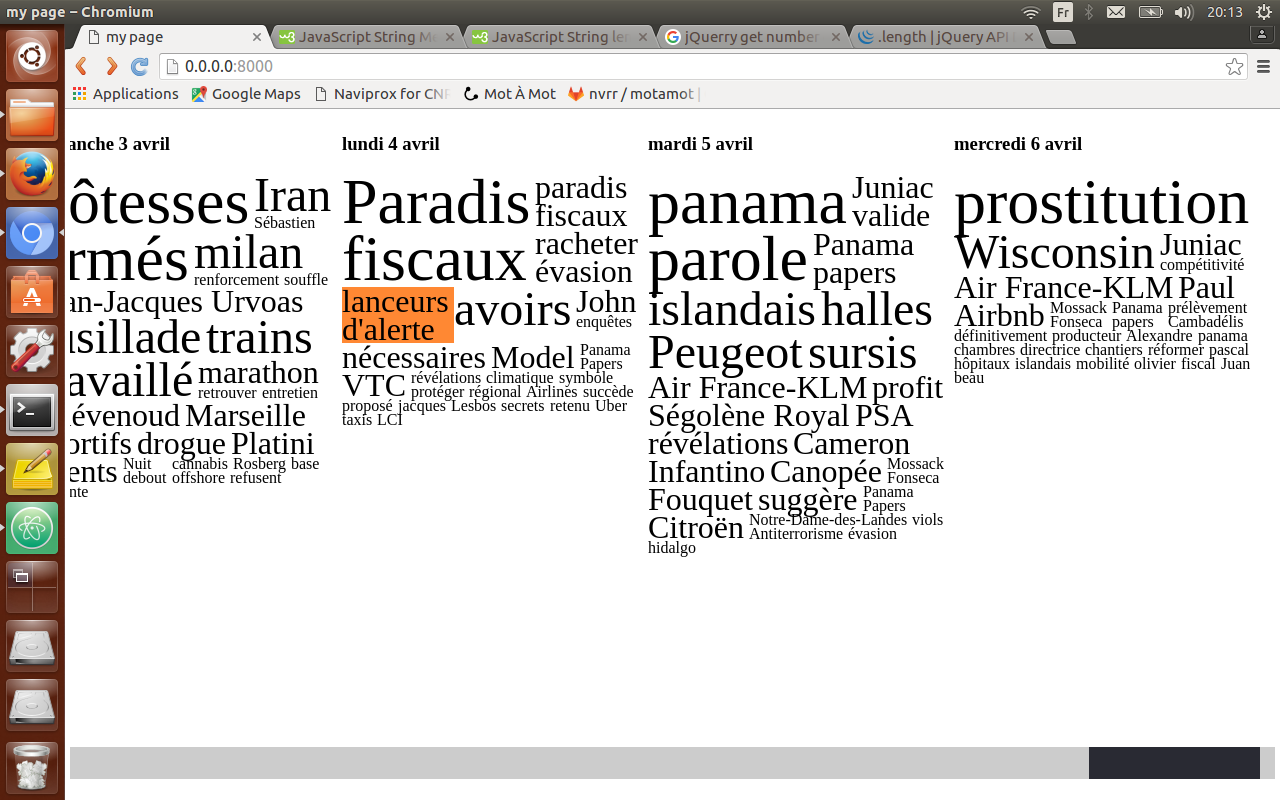 my page – Chromium
Fr
20:13
my page
JavaScript String Me
JavaScript String len
jQuerry get number
.length | jQuery API
0.0.0.0:8000
Applications
Google Maps
Naviprox for CNF
Mot À Mot
nvrr / motamot
anche 3 avril
ôtesses Iran
Sébastien
rmés milan
renforcement souffle
an-Jacques Urvoas
usillade trains
availlé marathon
retrouver entretien
évenoud Marseille
ortifs drogue Platini
ents Nuit cannabis Rosberg base
debout offshore refusent
nte
lundi 4 avril
Paradis paradis
fiscaux
fiscaux racheter
évasion
lanceurs avoirs John
d'alerte enquêtes
nécessaires Model Panama
Papers
VTC révélations climatique symbole
protéger régional Airlines succède
proposé jacques Lesbos secrets retenu Uber
taxis LCI
mardi 5 avril
panama Juniac
valide
parole Panama
papers
islandais halles
Peugeot sursis
Air France-KLM profit
Ségolène Royal PSA
révélations Cameron
Infantino Canopée Mossack
Fonseca
Fouquet suggère Panama
Papers
Citroën Notre-Dame-des-Landes viols
Antiterrorisme évasion
hidalgo
mercredi 6 avril
prostitution
Wisconsin Juniac
compétitivité
Air France-KLM Paul
Airbnb Mossack Panama prélèvement
Fonseca papers Cambadélis
définitivement producteur Alexandre panama
chambres directrice chantiers réformer pascal
hôpitaux islandais mobilité olivier fiscal Juan
beau